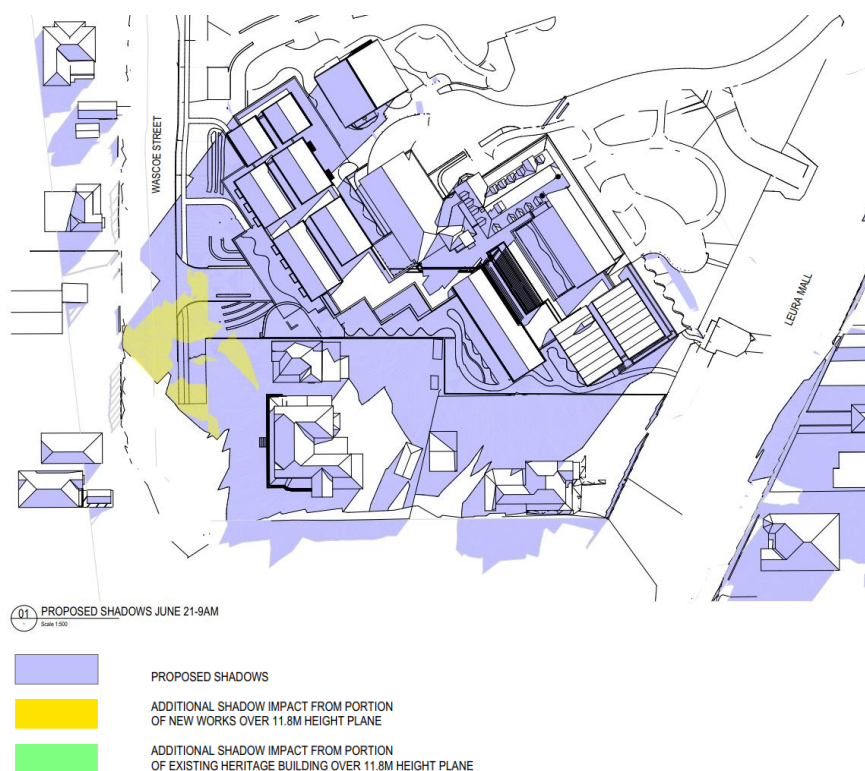 WASCOE STREET
LEURA MALL
01 PROPOSED SHADOWS JUNE 21-9AM
- Scale 1:500
PROPOSED SHADOWS
ADDITIONAL SHADOW IMPACT FROM PORTION
OF NEW WORKS OVER 11.8M HEIGHT PLANE
ADDITIONAL SHADOW IMPACT FROM PORTION
OF EXISTING HERITAGE BUILDING OVER 11.8M HEIGHT PLANE